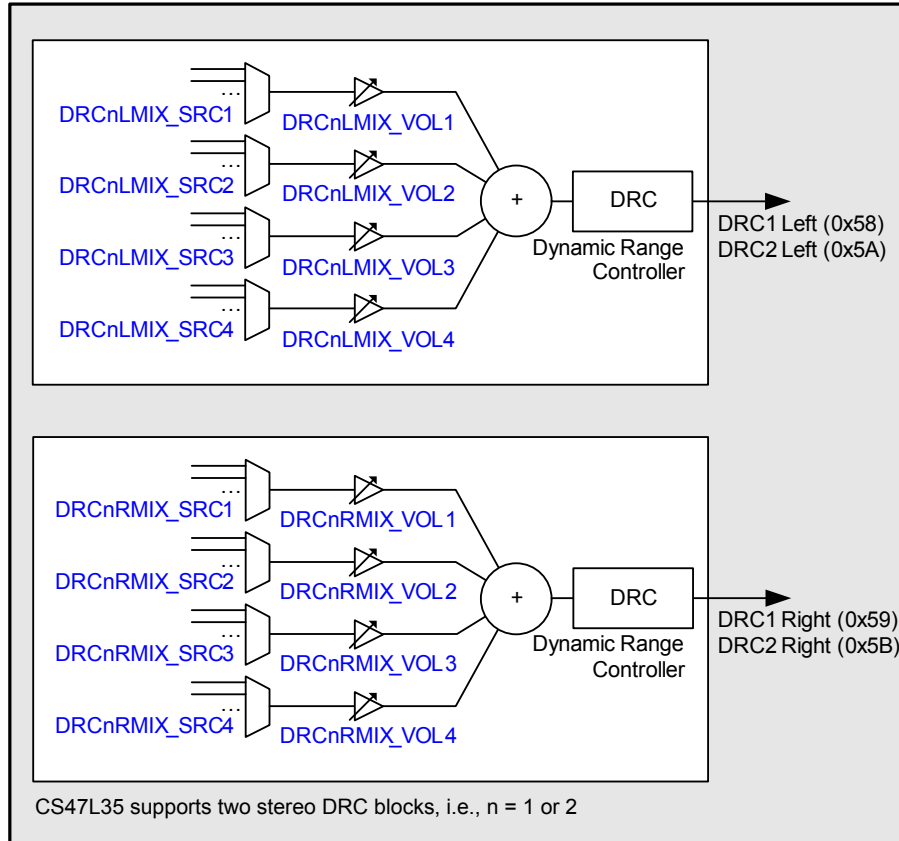 ...
DRCnLMIX_SRC1
DRCnLMIX_VOL1
...
DRCnLMIX_SRC2
DRCnLMIX_VOL2
...
DRCnLMIX_SRC3
DRCnLMIX_VOL3
...
DRCnLMIX_SRC4
DRCnLMIX_VOL4
+
DRC
Dynamic Range
Controller
DRC1 Left (0x58)
DRC2 Left (0x5A)
...
DRCnRMIX_SRC1
DRCnRMIX_VOL1
...
DRCnRMIX_SRC2
DRCnRMIX_VOL2
...
DRCnRMIX_SRC3
DRCnRMIX_VOL3
...
DRCnRMIX_SRC4
DRCnRMIX_VOL4
+
DRC
Dynamic Range
Controller
DRC1 Right (0x59)
DRC2 Right (0x5B)
CS47L35 supports two stereo DRC blocks, i.e., n = 1 or 2